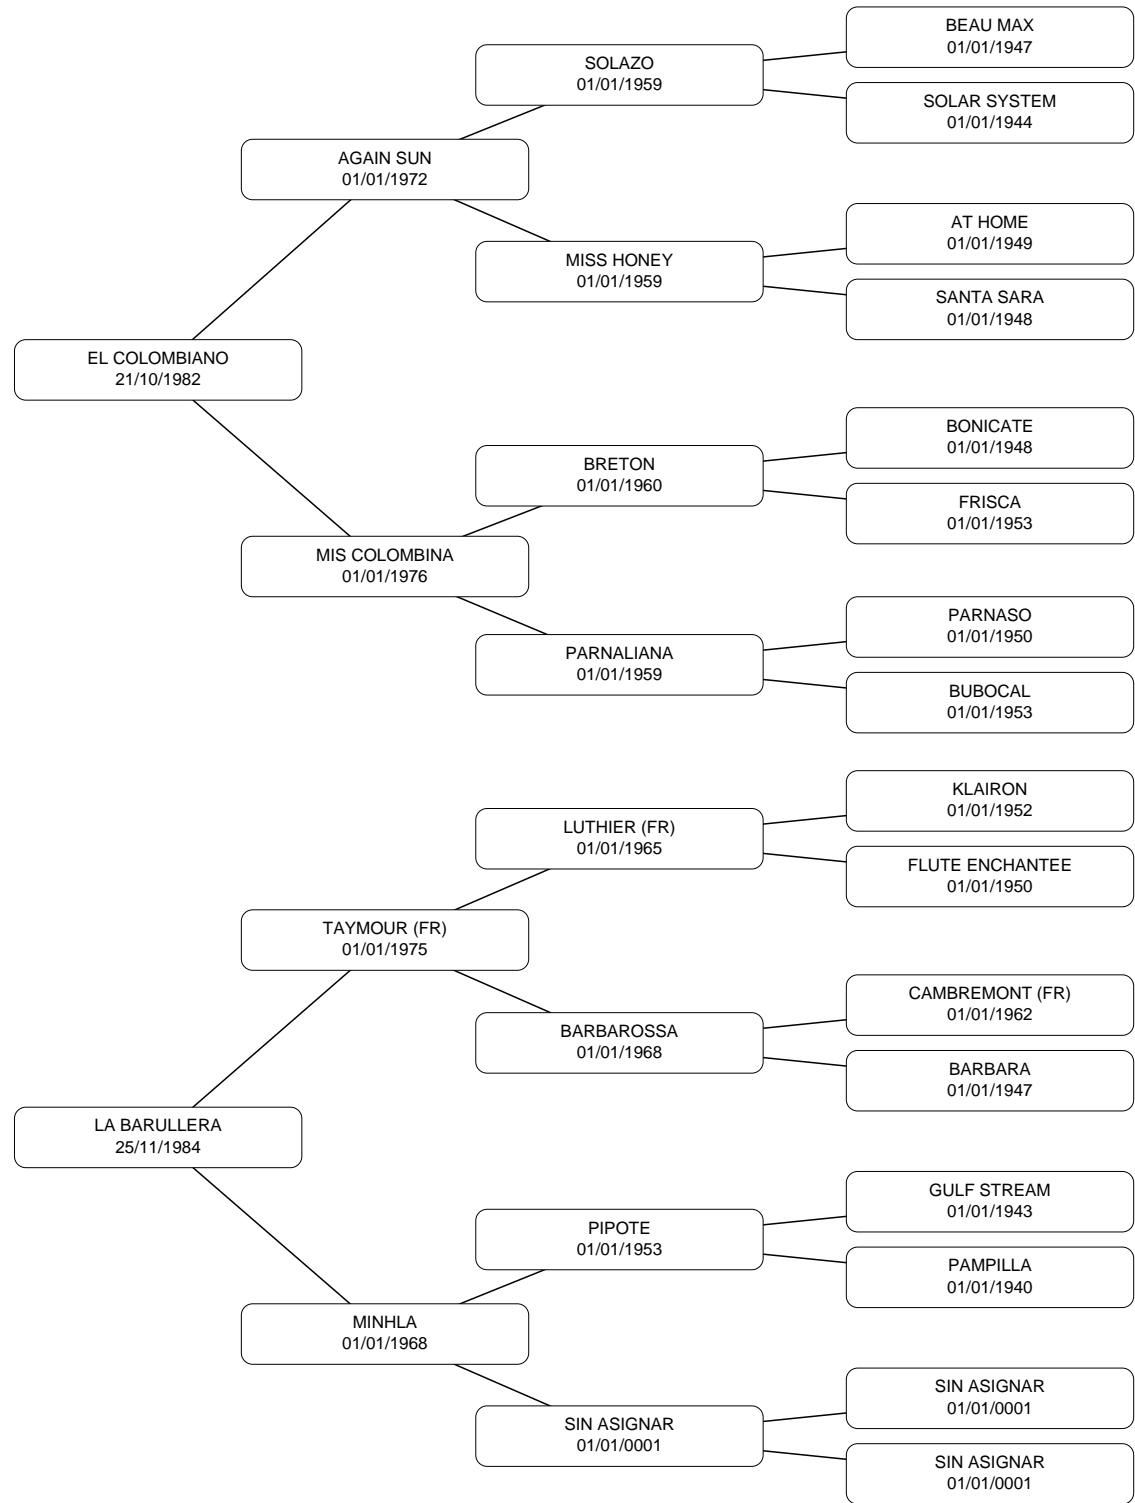 BEAU MAX
01/01/1947
SOLAZO
01/01/1959
SOLAR SYSTEM
01/01/1944
AGAIN SUN
01/01/1972
AT HOME
01/01/1949
MISS HONEY
01/01/1959
SANTA SARA
01/01/1948
EL COLOMBIANO
21/10/1982
BONICATE
01/01/1948
BRETON
01/01/1960
FRISCA
01/01/1953
MIS COLOMBINA
01/01/1976
PARNASO
01/01/1950
PARNALIANA
01/01/1959
BUBOCAL
01/01/1953
KLAIRON
01/01/1952
LUTHIER (FR)
01/01/1965
FLUTE ENCHANTEE
01/01/1950
TAYMOUR (FR)
01/01/1975
CAMBREMONT (FR)
01/01/1962
BARBAROSSA
01/01/1968
BARBARA
01/01/1947
LA BARULLERA
25/11/1984
GULF STREAM
01/01/1943
PIPOTE
01/01/1953
PAMPILLA
01/01/1940
MINHLA
01/01/1968
SIN ASIGNAR
01/01/0001
SIN ASIGNAR
01/01/0001
SIN ASIGNAR
01/01/0001